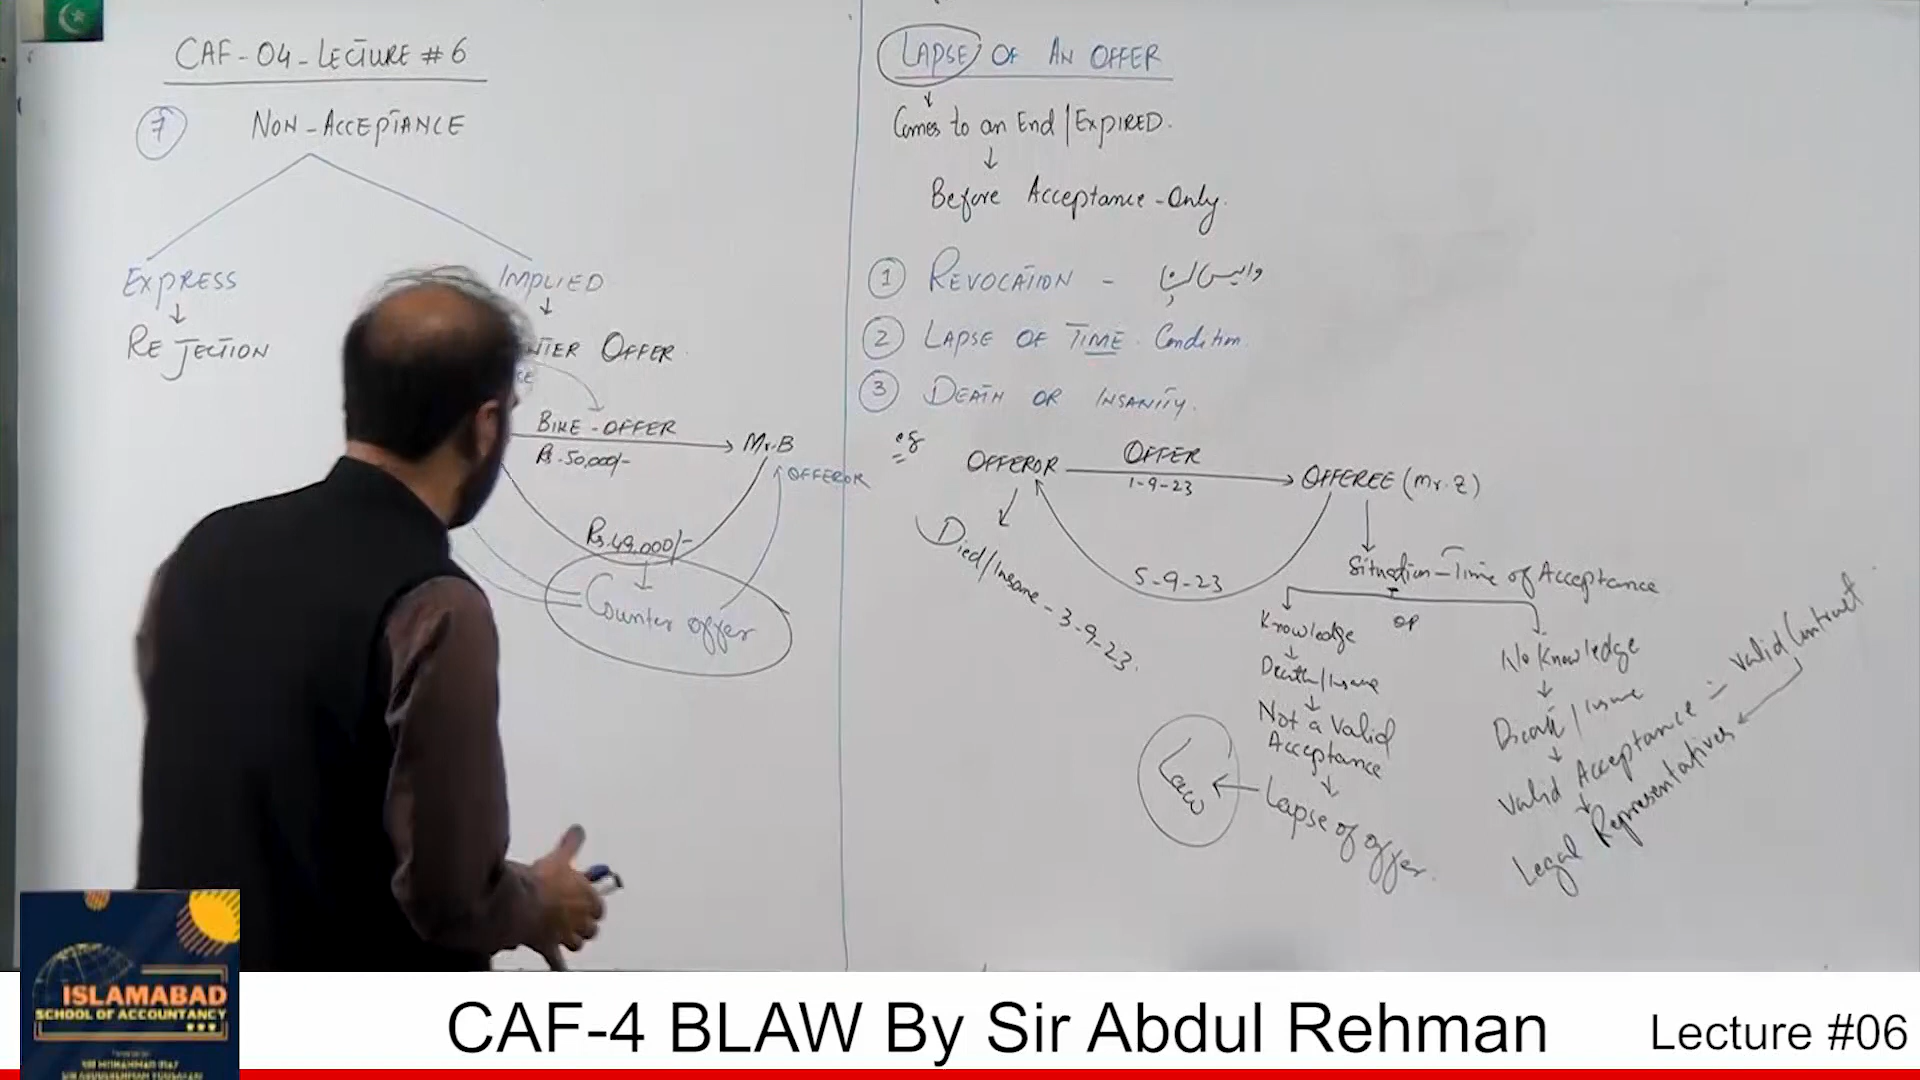 CAF-04-LECTURE #6
7 NON-ACCEPTANCE
EXPRESS
REJECTION
IMPLIED
NTER OFFER
BIKE-OFFER
Rs.50,000/-
Mr.B
OFFEROR
Rs.49,000/-
Counter offer
LAPSE OF AN OFFER
Comes to an End/EXPIRED.
Before Acceptance-Only.
1 REVOCATION - واپس لینا
2 LAPSE OF TIME. Condition.
3 DEATH OR INSANITY.
eg
OFFEROR
OFFER
1-9-23
OFFEREE (Mr.Z)
Died/Insane-3-9-23.
5-9-23
Situation-Time of Acceptance
Knowledge
OR
No Knowledge
Death/Insane
Not a Valid
Acceptance
Lapse of offer.
Law
Death/Insane
Valid Acceptance = Valid Contract
Legal Representatives
ISLAMABAD
SCHOOL OF ACCOUNTANCY
CAF-4 BLAW By Sir Abdul Rehman
Lecture #06